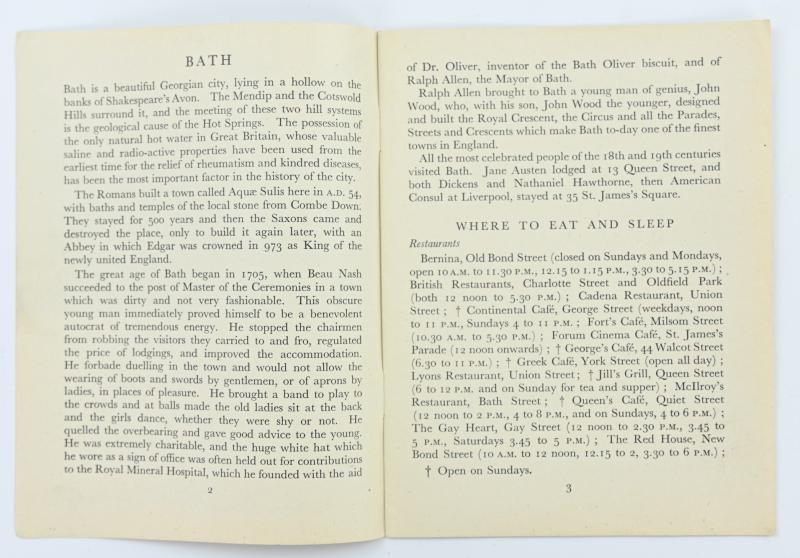 BATH
Bath is a beautiful Georgian city, lying in a hollow on the
banks of Shakespeare's Avon. The Mendip and the Cotswold
Hills surround it, and the meeting of these two hill systems
is the geological cause of the Hot Springs. The possession of
the only natural hot water in Great Britain, whose valuable
saline and radio-active properties have been used from the
earliest time for the relief of rheumatism and kindred diseases,
has been the most important factor in the history of the city.
The Romans built a town called Aquæ Sulis here in A.D. 54,
with baths and temples of the local stone from Combe Down.
They stayed for 500 years and then the Saxons came and
destroyed the place, only to build it again later, with an
Abbey in which Edgar was crowned in 973 as King of the
newly united England.
The great age of Bath began in 1705, when Beau Nash
succeeded to the post of Master of the Ceremonies in a town
which was dirty and not very fashionable. This obscure
young man immediately proved himself to be a benevolent
autocrat of tremendous energy. He stopped the chairmen
from robbing the visitors they carried to and fro, regulated
the price of lodgings, and improved the accommodation.
He forbade duelling in the town and would not allow the
wearing of boots and swords by gentlemen, or of aprons by
ladies, in places of pleasure. He brought a band to play to
the crowds and at balls made the old ladies sit at the back
and the girls dance, whether they were shy or not. He
quelled the overbearing and gave good advice to the young.
He was extremely charitable, and the huge white hat which
he wore as a sign of office was often held out for contributions
to the Royal Mineral Hospital, which he founded with the aid
2
of Dr. Oliver, inventor of the Bath Oliver biscuit, and of
Ralph Allen, the Mayor of Bath.
Ralph Allen brought to Bath a young man of genius, John
Wood, who, with his son, John Wood the younger, designed
and built the Royal Crescent, the Circus and all the Parades,
Streets and Crescents which make Bath to-day one of the finest
towns in England.
All the most celebrated people of the 18th and 19th centuries
visited Bath. Jane Austen lodged at 13 Queen Street, and
both Dickens and Nathaniel Hawthorne, then American
Consul at Liverpool, stayed at 35 St. James's Square.
WHERE TO EAT AND SLEEP
Restaurants
Bernina, Old Bond Street (closed on Sundays and Mondays,
open 10 A.M. to 11.30 P.M., 12.15 to 1.15 P.M., 3.30 to 5.15 P.M.) ;
British Restaurants, Charlotte Street and Oldfield Park
(both 12 noon to 5.30 P.M.) ; Cadena Restaurant, Union
Street ; † Continental Café, George Street (weekdays, noon
to 11 P.M., Sundays 4 to 11 P.M. ; Fort's Café, Milsom Street
(10.30 A.M. to 5.30 P.M.) ; Forum Cinema Café, St. James's
Parade (12 noon onwards) ; † George's Café, 44 Walcot Street
(6.30 to 11 P.M.) ; † Greek Café, York Street (open all day) ;
Lyons Restaurant, Union Street; † Jill's Grill, Queen Street
(6 to 12 P.M. and on Sunday for tea and supper) ; McIlroy's
Restaurant, Bath Street ; † Queen's Café, Quiet Street
(12 noon to 2 P.M., 4 to 8 P.M., and on Sundays, 4 to 6 P.M.) ;
The Gay Heart, Gay Street (12 noon to 2.30 P.M., 3.45 to
5 P.M., Saturdays 3.45 to 5 P.M.) ; The Red House, New
Bond Street (10 A.M. to 12 noon, 12.15 to 2, 3.30 to 6 P.M.) ;
† Open on Sundays.
3